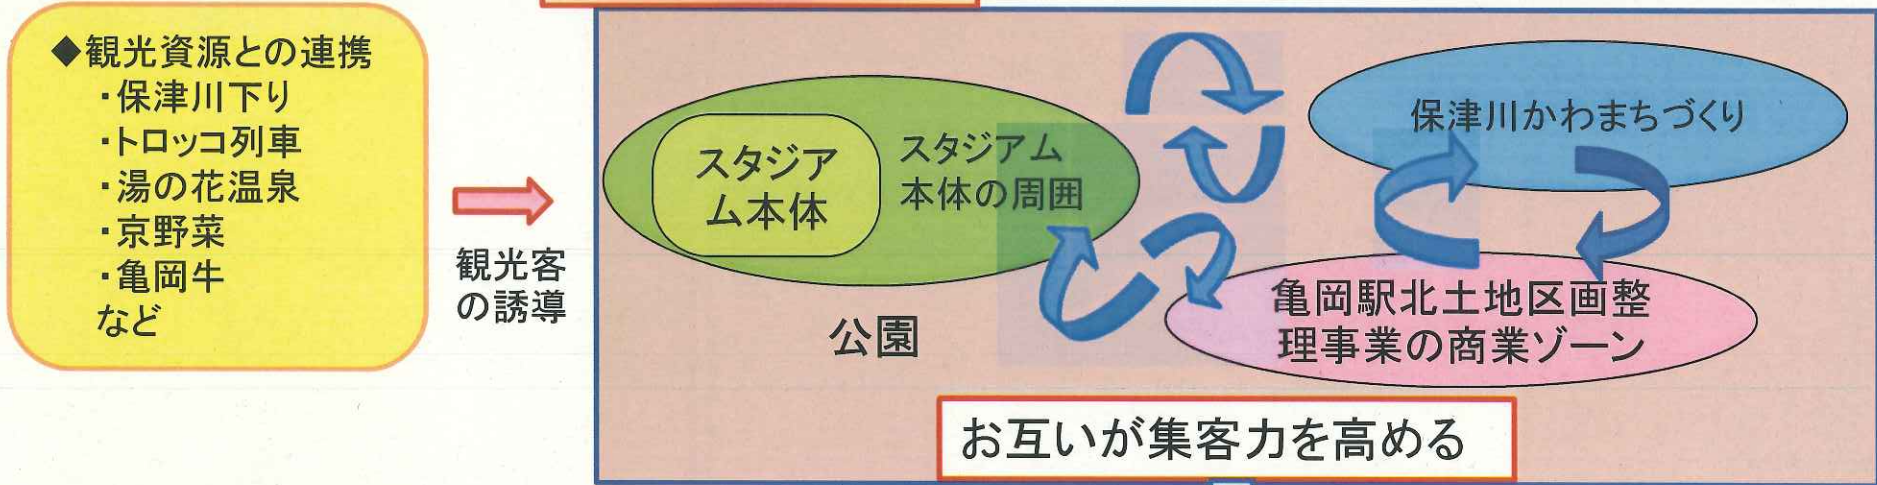 ◆観光資源との連携
・保津川下り
・トロッコ列車
・湯の花温泉
・京野菜
・亀岡牛
など
観光客
の誘導
スタジア
ム本体
スタジアム
本体の周囲
保津川かわまちづくり
亀岡駅北土地区画整
理事業の商業ゾーン
公園
お互いが集客力を高める